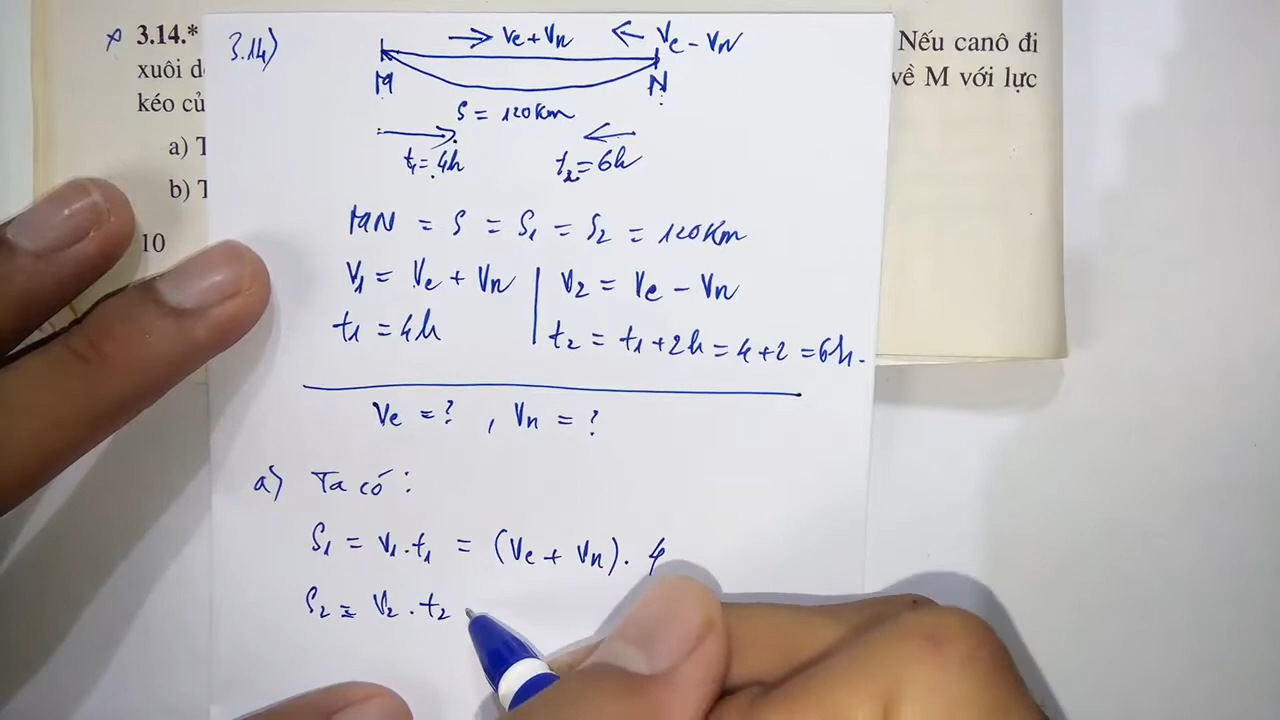 3.14.* Nếu canô đi
xuôi về M với lực
kéo
a)
b)
10
3.14)
Vc + Vn Vc - Vn
M N
S = 120km
t1 = 4h t2 = 6h
MN = S = S1 = S2 = 120km
V1 = Vc + Vn | V2 = Vc - Vn
t1 = 4h | t2 = t1 + 2h = 4 + 2 = 6h.
Vc = ? , Vn = ?
a) Ta có:
S1 = V1 . t1 = (Vc + Vn) . 4
S2 = V2 . t2